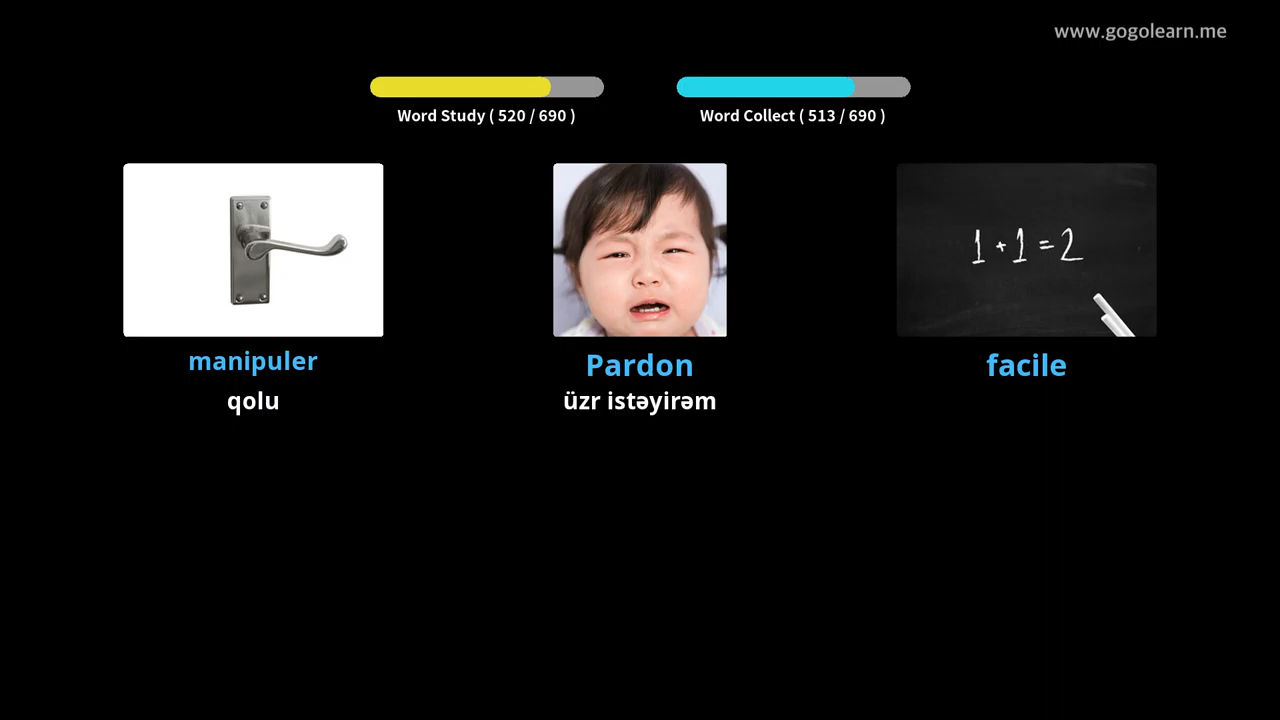 www.gogolearn.me
Word Study ( 520 / 690 )
Word Collect ( 513 / 690 )
1 + 1 = 2
manipuler
Pardon
facile
qolu
üzr istəyirəm